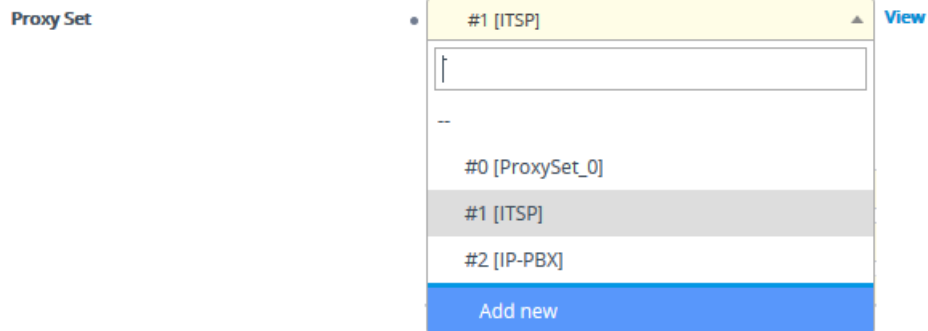 Proxy Set
#1 [ITSP]
View
--
#0 [ProxySet_0]
#1 [ITSP]
#2 [IP-PBX]
Add new